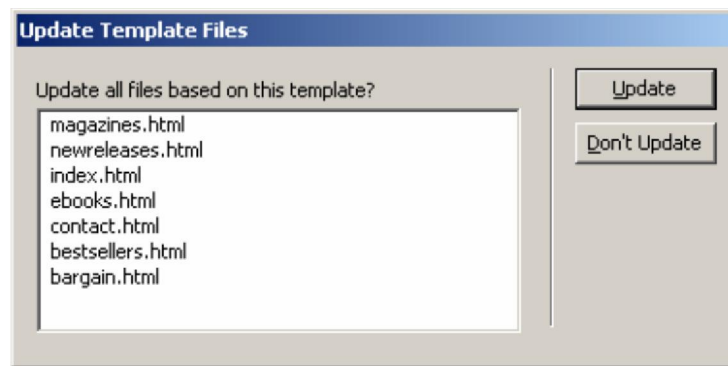 Update Template Files
Update all files based on this template?
magazines.html
newreleases.html
index.html
ebooks.html
contact.html
bestsellers.html
bargain.html
Update
Don't Update